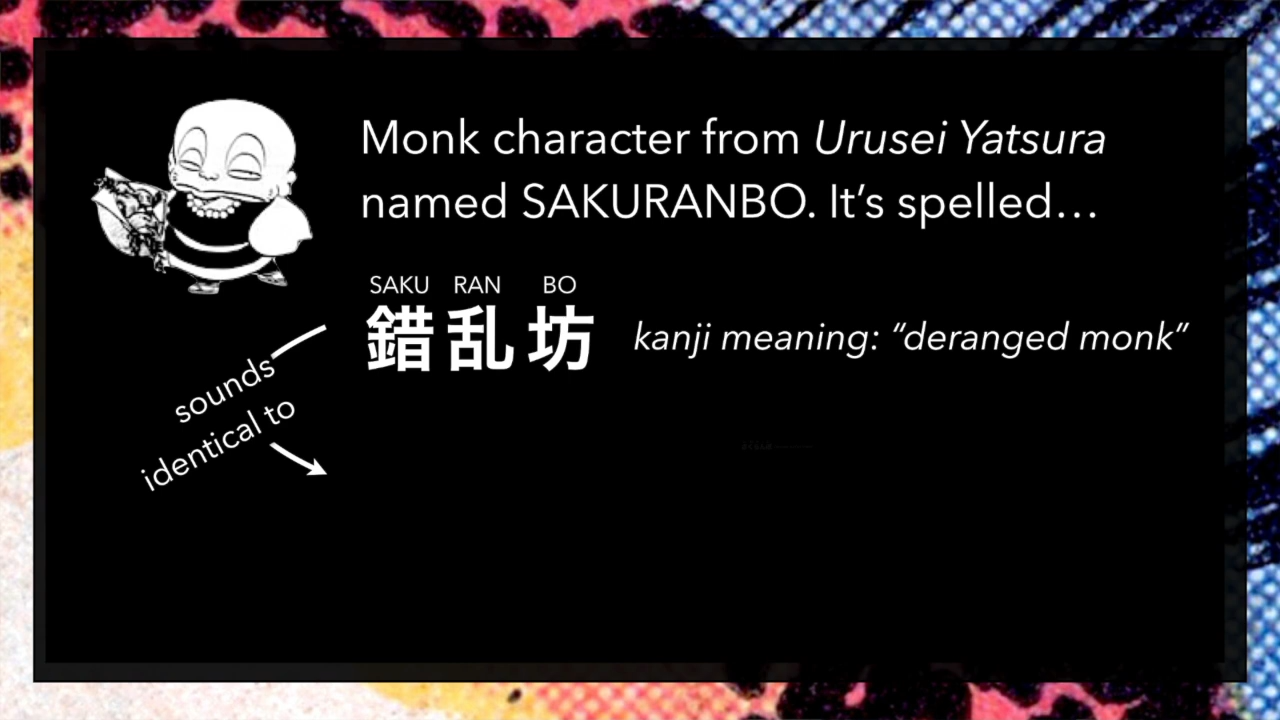 Monk character from Urusei Yatsura
named SAKURANBO. It’s spelled…
SAKU RAN BO
錯乱坊 kanji meaning: “deranged monk”
sounds
identical to